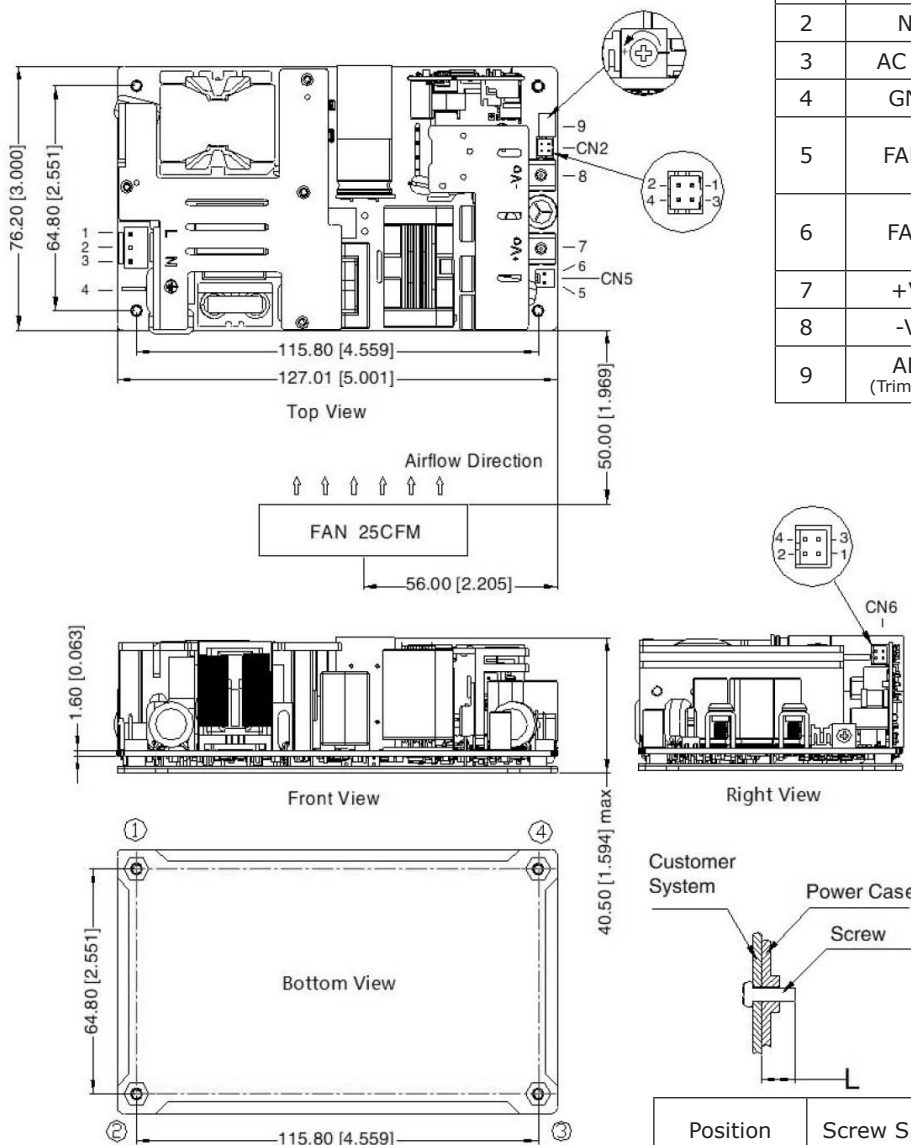 2 N
3 AC
4 GN
5 FAN
6 FA
7 +V
8 -V
9 A
(Trim
76.20 [3.000]
64.80 [2.551]
1
2
3
4
L
N
-Vo
+Vo
9
CN2
8
7
6
CN5
5
2 1
4 3
115.80 [4.559]
127.01 [5.001]
Top View
50.00 [1.969]
Airflow Direction
FAN 25CFM
56.00 [2.205]
4 3
2 1
CN6
1.60 [0.063]
Front View
40.50 [1.594] max
Right View
1
4
64.80 [2.551]
Bottom View
2
3
115.80 [4.559]
Customer
System
Power Case
Screw
L
Position Screw S